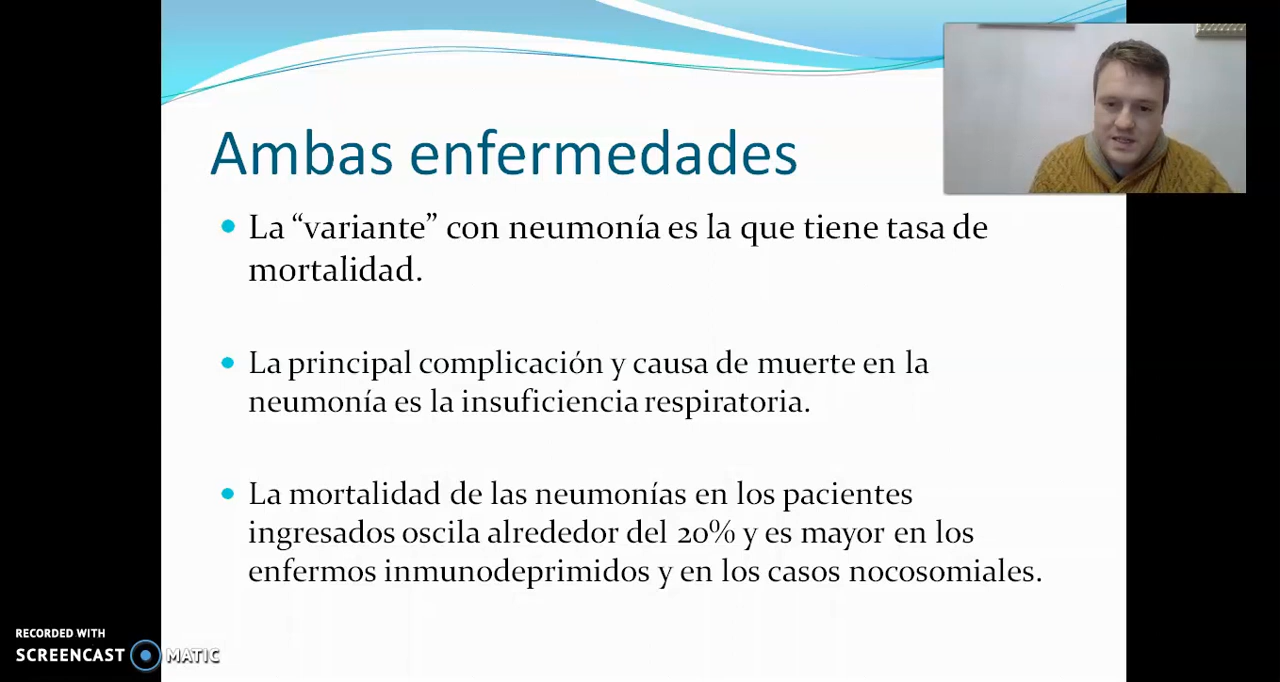 Ambas enfermedades
• La “variante” con neumonía es la que tiene tasa de
mortalidad.
• La principal complicación y causa de muerte en la
neumonía es la insuficiencia respiratoria.
• La mortalidad de las neumonías en los pacientes
ingresados oscila alrededor del 20% y es mayor en los
enfermos inmunodeprimidos y en los casos nocosomiales.
RECORDED WITH
SCREENCAST MATIC